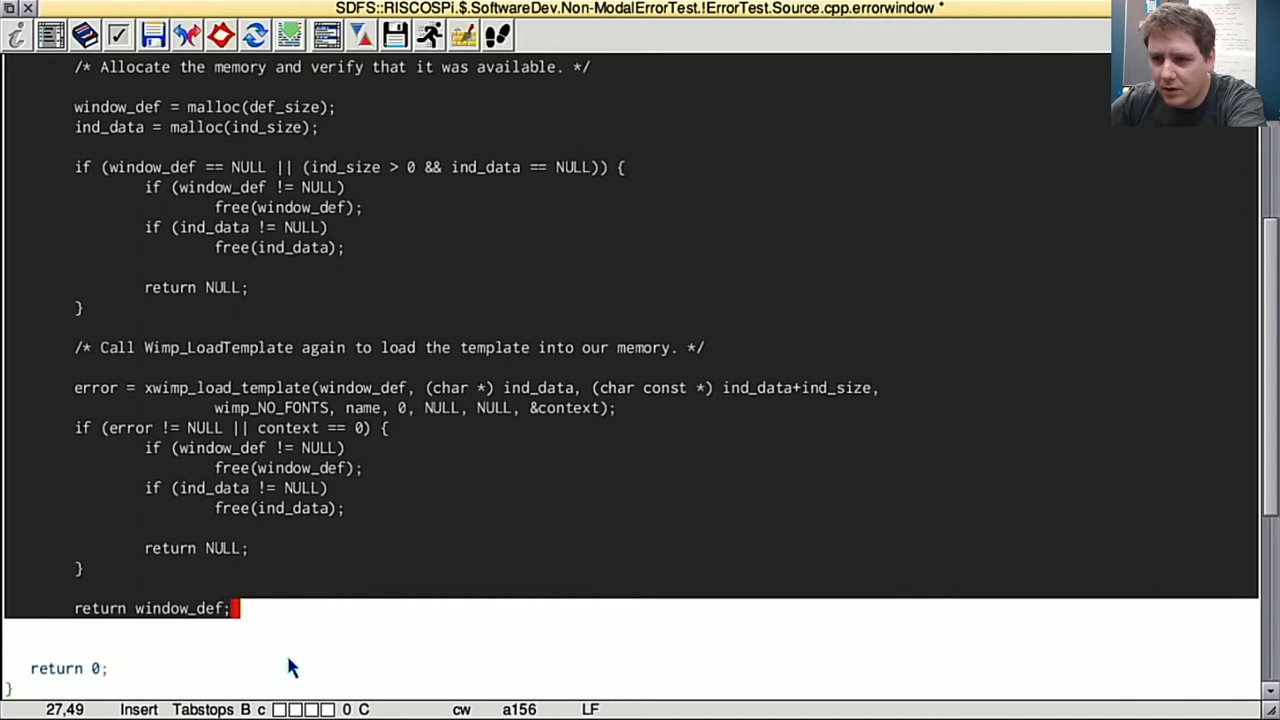 SDFS::RISCOSPi.$.SoftwareDev.Non-ModalErrorTest.!ErrorTest.Source.cpp.errorwindow *
/* Allocate the memory and verify that it was available. */
window_def = malloc(def_size);
ind_data = malloc(ind_size);
if (window_def == NULL || (ind_size > 0 && ind_data == NULL)) {
if (window_def != NULL)
free(window_def);
if (ind_data != NULL)
free(ind_data);
return NULL;
}
/* Call Wimp_LoadTemplate again to load the template into our memory. */
error = xwimp_load_template(window_def, (char *) ind_data, (char const *) ind_data+ind_size,
wimp_NO_FONTS, name, 0, NULL, NULL, &context);
if (error != NULL || context == 0) {
if (window_def != NULL)
free(window_def);
if (ind_data != NULL)
free(ind_data);
return NULL;
}
return window_def;
return 0;
}
27,49 Insert Tabstops B c 0 C cw a156 LF